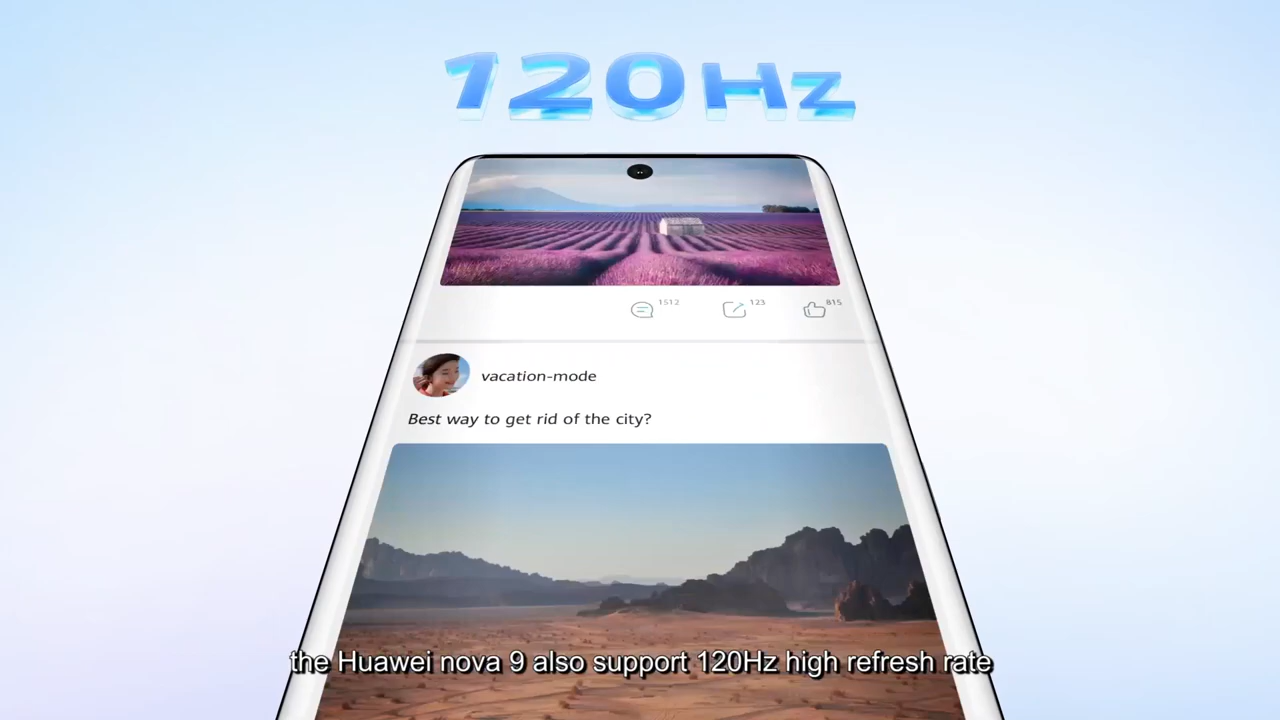 120Hz
1512
123
815
vacation-mode
Best way to get rid of the city?
the Huawei nova 9 also support 120Hz high refresh rate